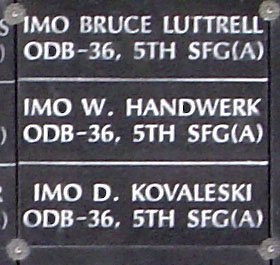 IMO BRUCE LUTTRELL
ODB-36, 5TH SFG(A)
IMO W. HANDWERK
ODB-36, 5TH SFG(A)
IMO D. KOVALESKI
ODB-36, 5TH SFG(A)